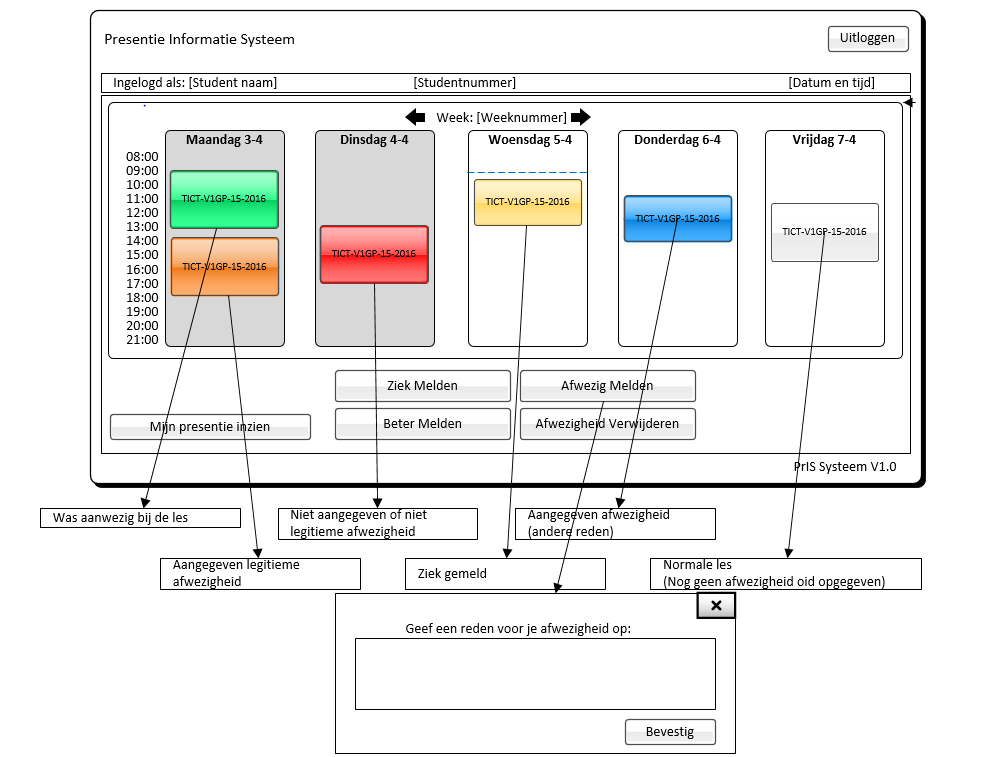 Presentie Informatie Systeem
Uitloggen
Ingelogd als: [Student naam]
[Studentnummer]
[Datum en tijd]
Week: [Weeknummer]
Maandag 3-4
Dinsdag 4-4
Woensdag 5-4
Donderdag 6-4
Vrijdag 7-4
08:00
09:00
10:00
11:00
12:00
13:00
14:00
15:00
16:00
17:00
18:00
19:00
20:00
21:00
TICT-V1GP-15-2016
TICT-V1GP-15-2016
TICT-V1GP-15-2016
TICT-V1GP-15-2016
TICT-V1GP-15-2016
TICT-V1GP-15-2016
Ziek Melden
Afwezig Melden
Mijn presentie inzien
Beter Melden
Afwezigheid Verwijderen
PrIS Systeem V1.0
Was aanwezig bij de les
Niet aangegeven of niet
legitieme afwezigheid
Aangegeven afwezigheid
(andere reden)
Aangegeven legitieme
afwezigheid
Ziek gemeld
Normale les
(Nog geen afwezigheid oid opgegeven)
Geef een reden voor je afwezigheid op:
Bevestig